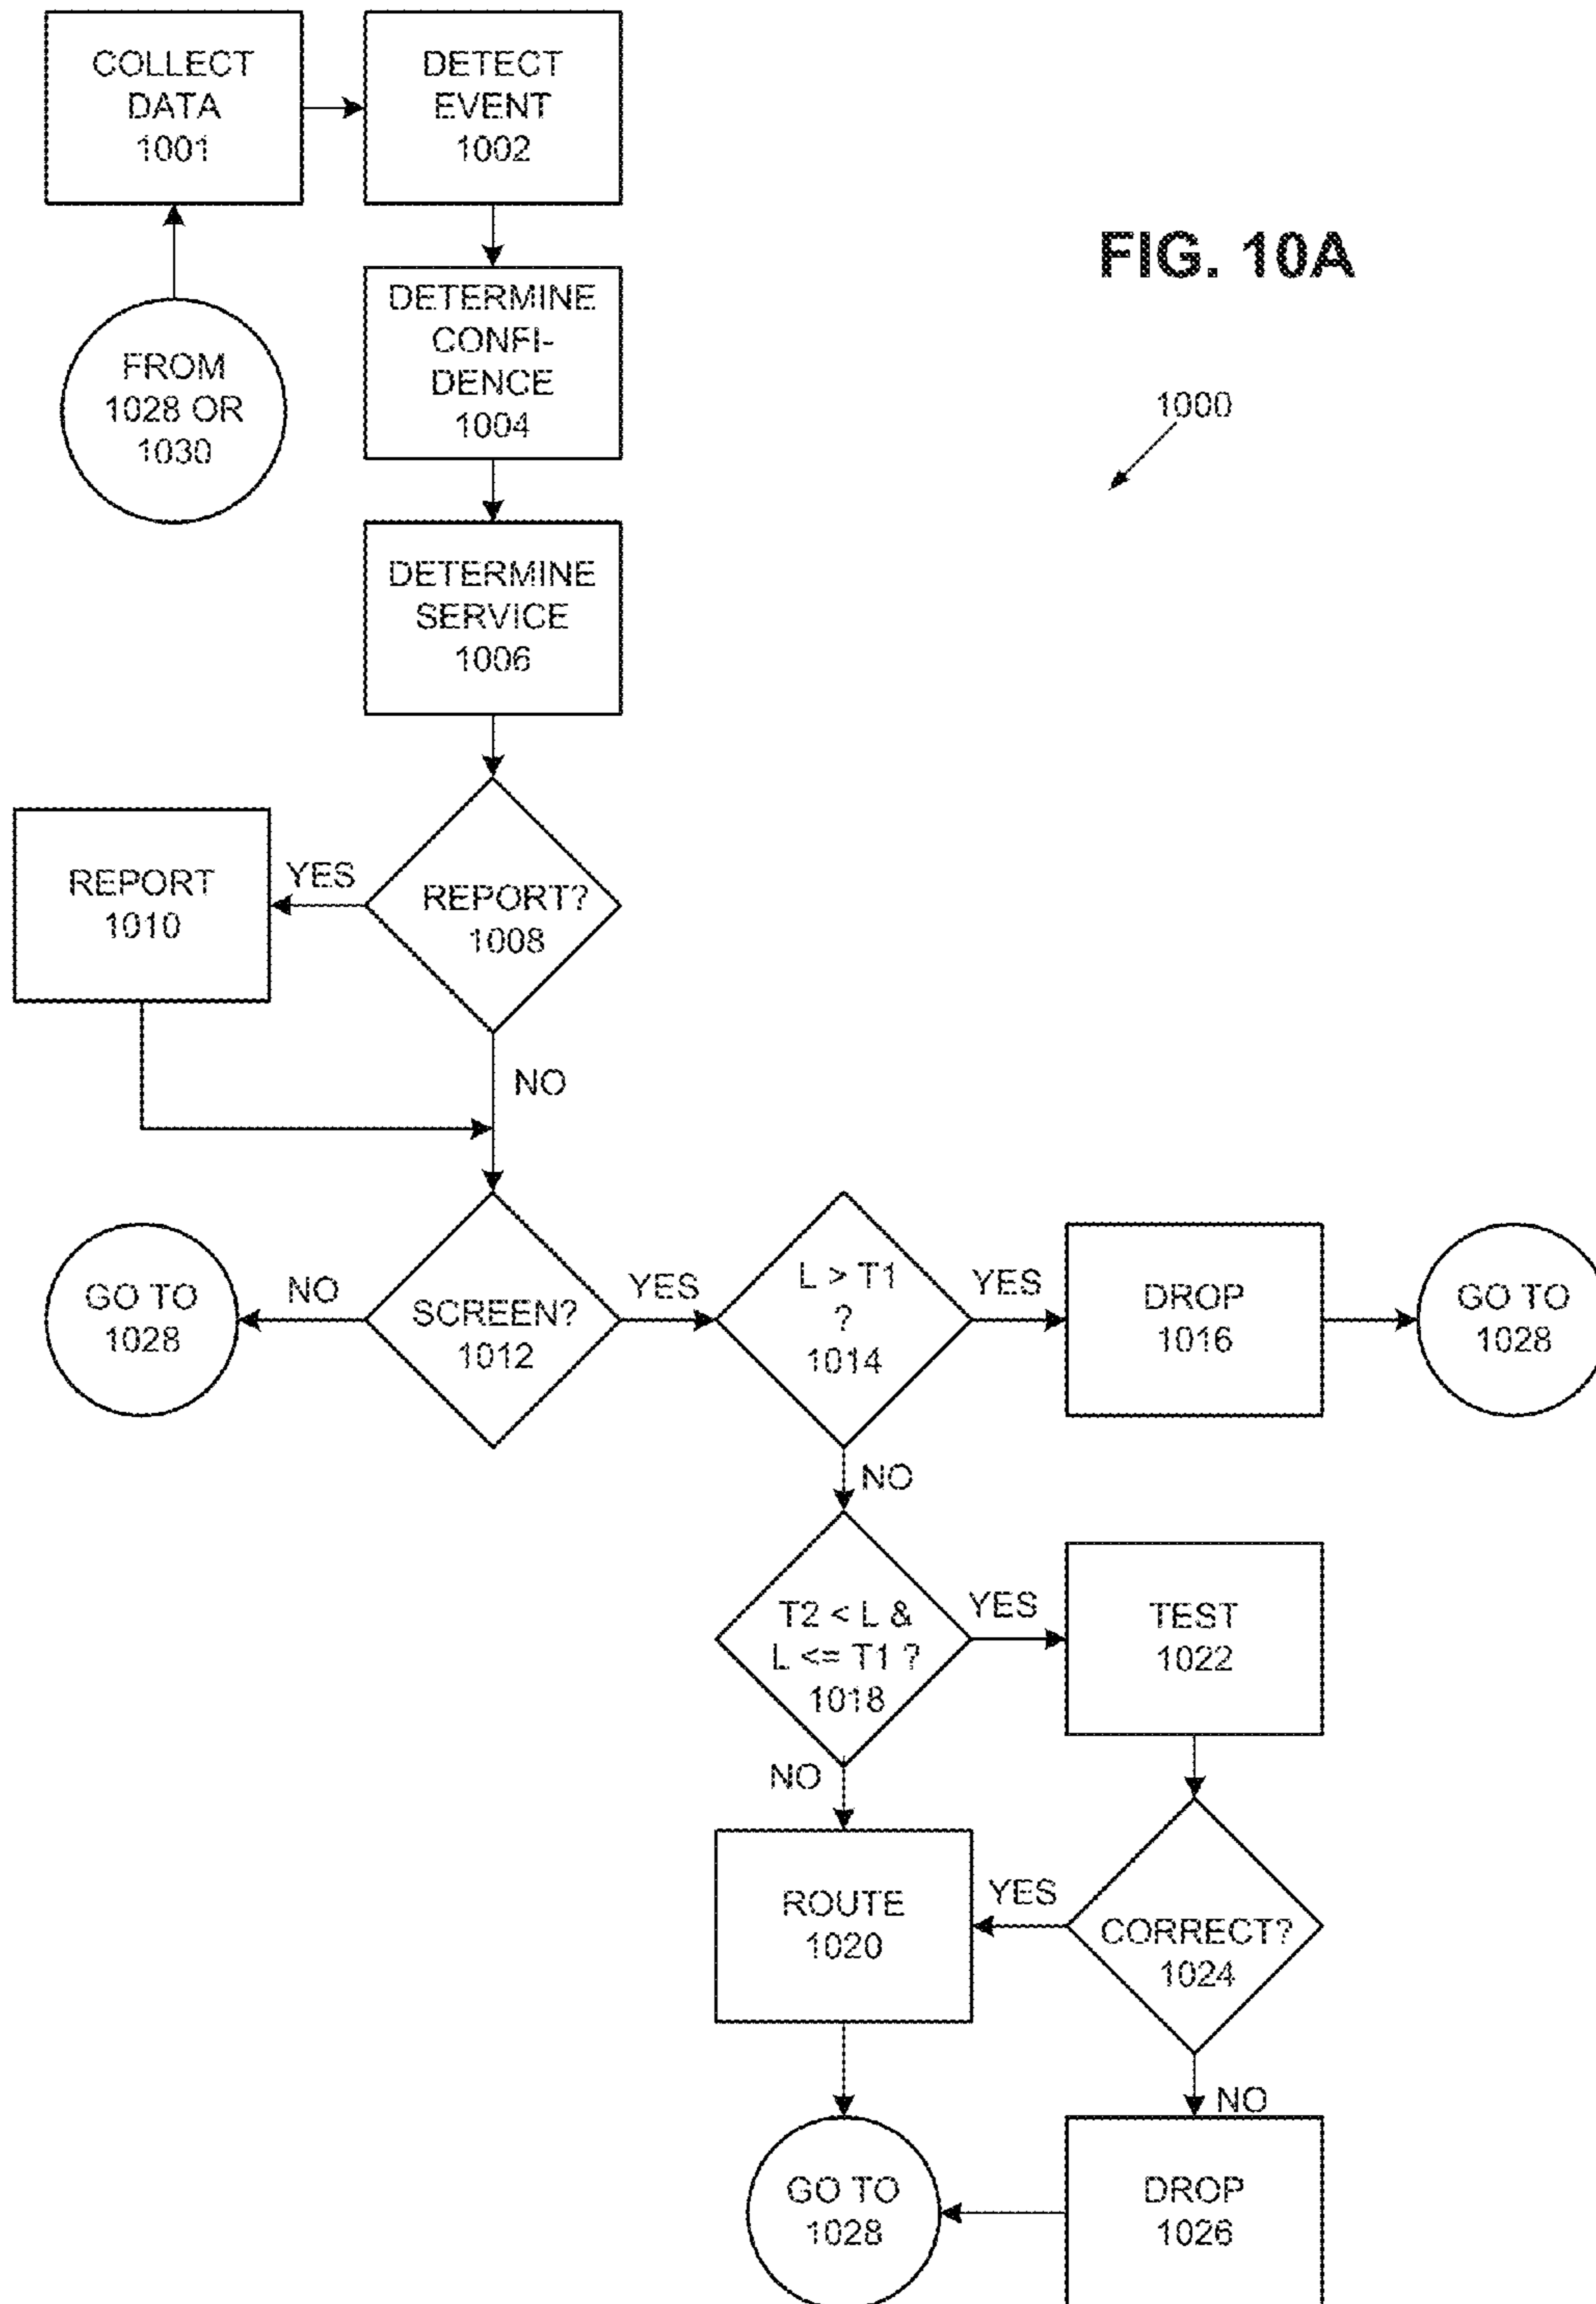 COLLECT
DATA
1001
DETECT
EVENT
1002
FIG. 10A
DETERMINE
CONFI-
DENCE
1004
FROM
1028 OR
1030
1000
DETERMINE
SERVICE
1006
REPORT
1010
YES
REPORT?
1008
NO
GO TO
1028
NO
SCREEN?
1012
YES
L > T1
?
1014
YES
DROP
1016
GO TO
1028
NO
T2 < L &
L <= T1 ?
1018
YES
TEST
1022
NO
ROUTE
1020
YES
CORRECT?
1024
NO
GO TO
1028
DROP
1026